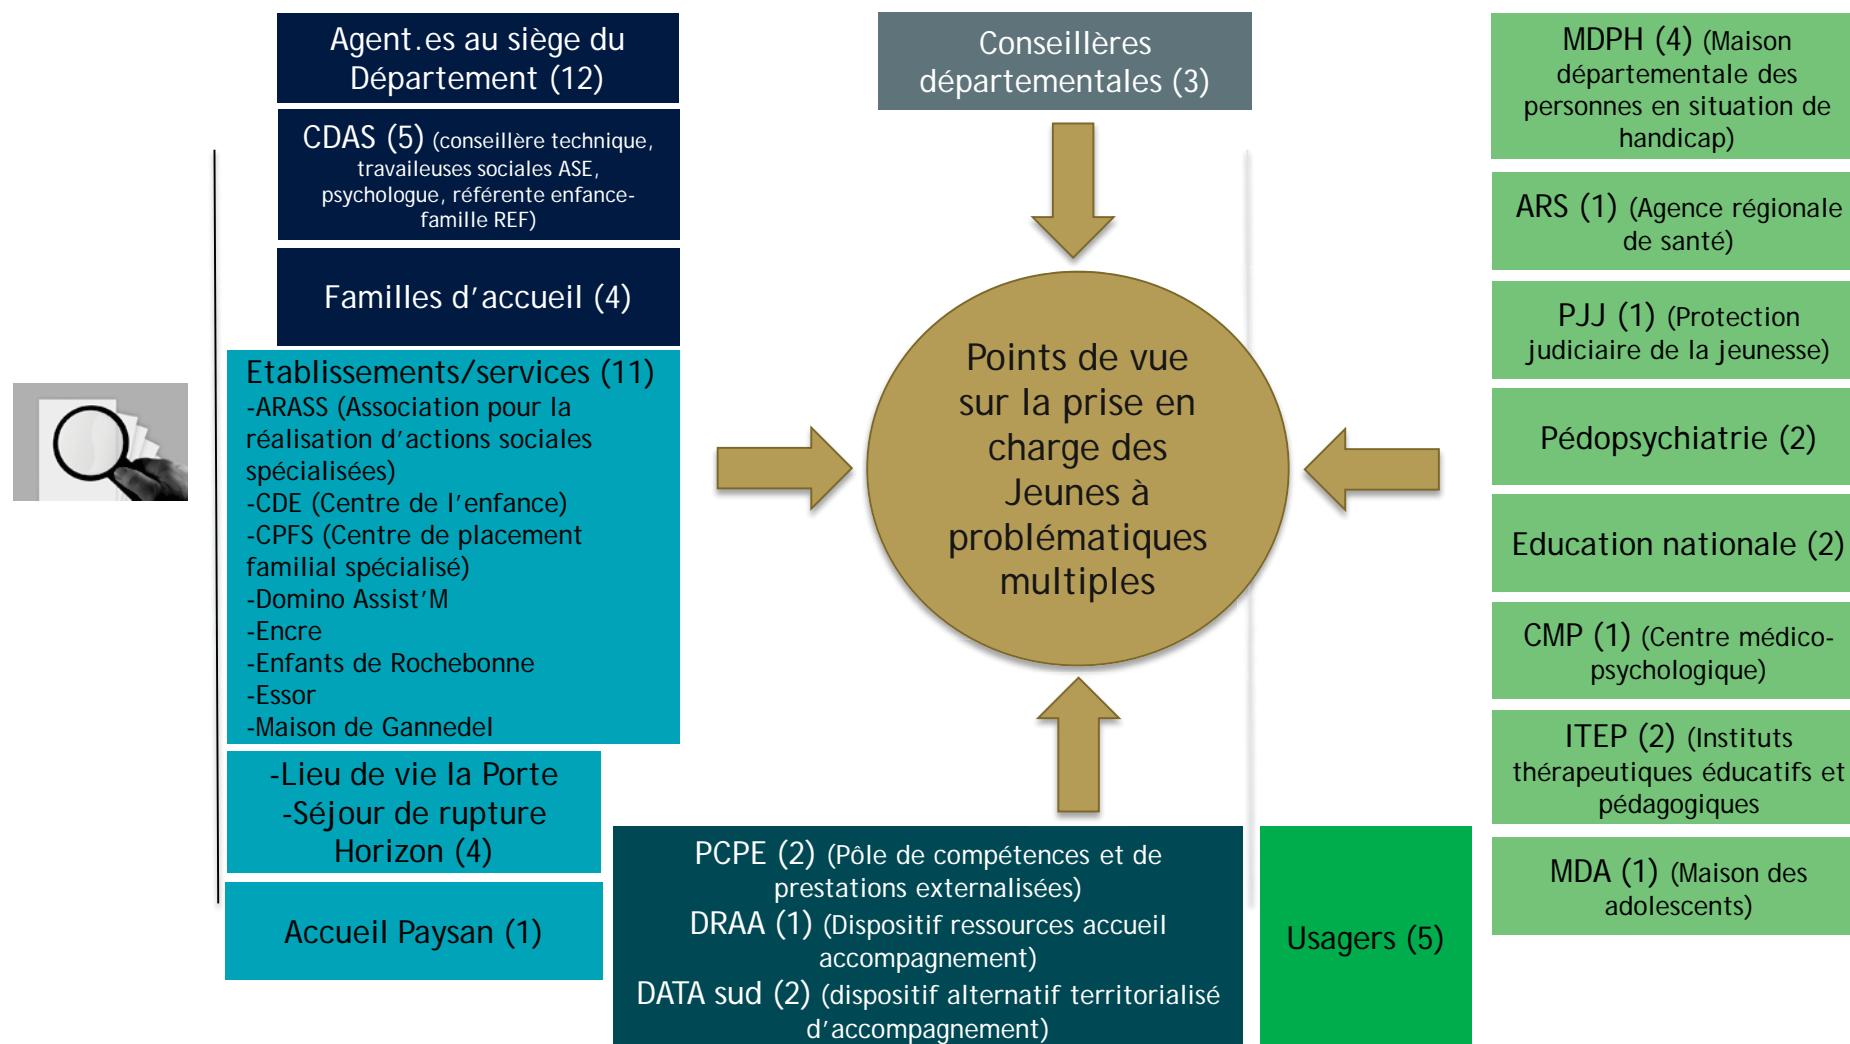 Agent.es au siège du
Département (12)
CDAS (5) (conseillère technique,
travaileuses sociales ASE,
psychologue, référente enfance-
famille REF)
Familles d'accueil (4)
Etablissements/services (11)
-ARASS (Association pour la
réalisation d'actions sociales
spécialisées)
-CDE (Centre de l'enfance)
-CPFS (Centre de placement
familial spécialisé)
-Domino Assist'M
-Encre
-Enfants de Rochebonne
-Essor
-Maison de Gannedel
-Lieu de vie la Porte
-Séjour de rupture
Horizon (4)
Accueil Paysan (1)
Conseillères
départementales (3)
Points de vue
sur la prise en
charge des
Jeunes à
problématiques
multiples
PCPE (2) (Pôle de compétences et de
prestations externalisées)
DRAA (1) (Dispositif ressources accueil
accompagnement)
DATA sud (2) (dispositif alternatif territorialisé
d'accompagnement)
Usagers (5)
MDPH (4) (Maison
départementale des
personnes en situation de
handicap)
ARS (1) (Agence régionale
de santé)
PJJ (1) (Protection
judiciaire de la jeunesse)
Pédopsychiatrie (2)
Education nationale (2)
CMP (1) (Centre médico-
psychologique)
ITEP (2) (Instituts
thérapeutiques éducatifs et
pédagogiques
MDA (1) (Maison des
adolescents)